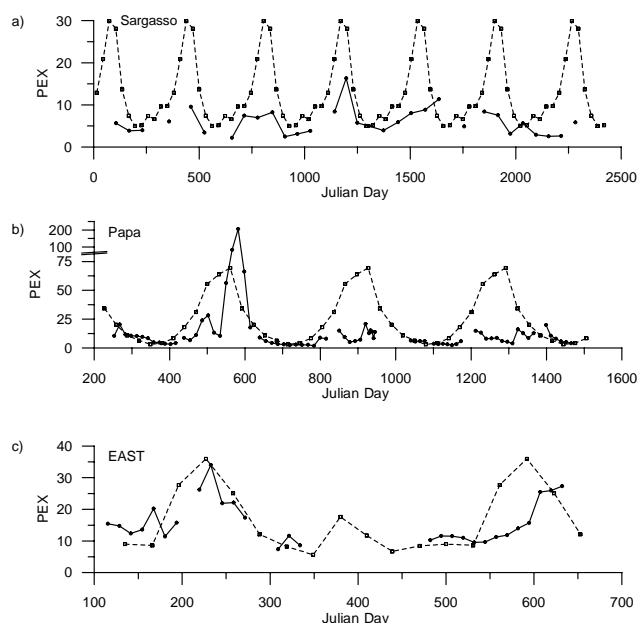 a)
Sargasso
30
20
10
0
PEX
0 500 1000 1500 2000 2500
Julian Day
b)
Papa
200
100
75
50
25
0
PEX
200 400 600 800 1000 1200 1400 1600
Julian Day
c)
EAST
40
30
20
10
0
PEX
100 200 300 400 500 600 700
Julian Day